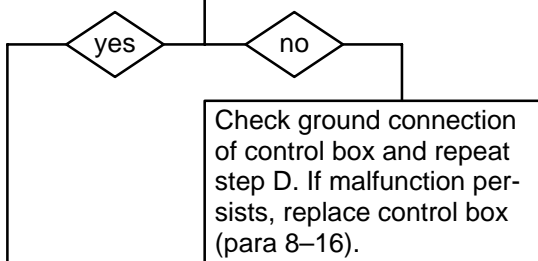 yes
no
Check ground connection
of control box and repeat
step D. If malfunction per-
sists, replace control box
(para 8–16).